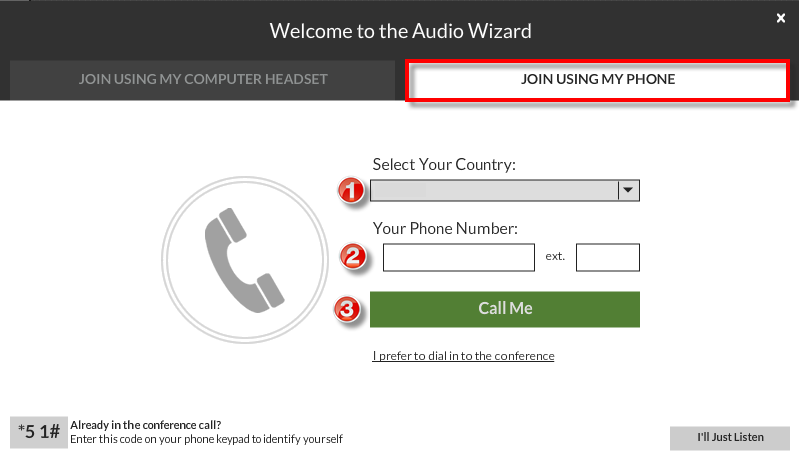 Welcome to the Audio Wizard
x
JOIN USING MY COMPUTER HEADSET
JOIN USING MY PHONE
Select Your Country:
1
Your Phone Number:
2
ext.
3
Call Me
I prefer to dial in to the conference
*5 1#
Already in the conference call?
Enter this code on your phone keypad to identify yourself
I'll Just Listen